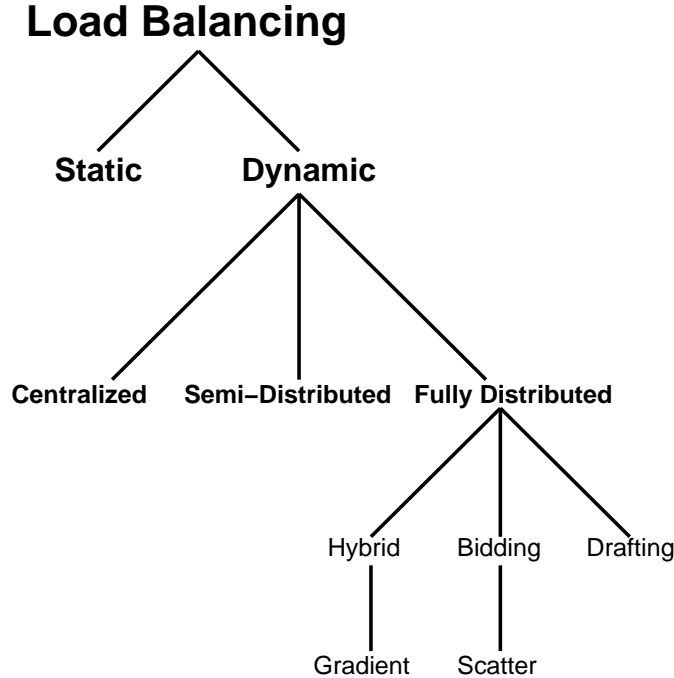 Load Balancing
Static Dynamic
Centralized Semi−Distributed Fully Distributed
Hybrid Bidding Drafting
Gradient Scatter